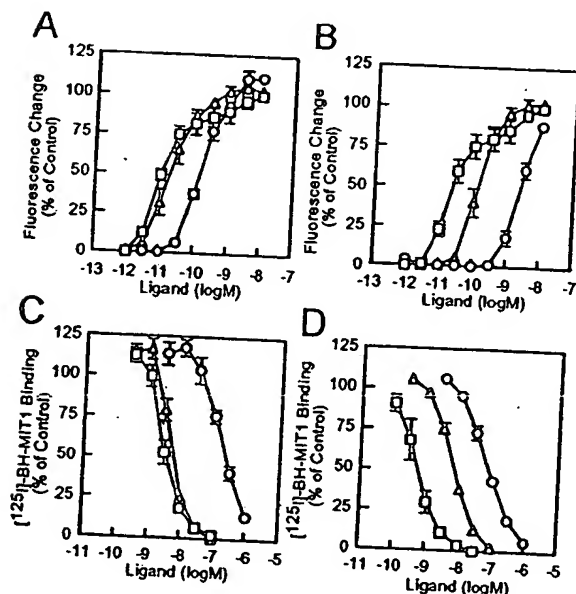 A
B
Fluorescence Change
(% of Control)
125
100
75
50
25
0
-13 -12 -11 -10 -9 -8 -7
Ligand (logM)
Fluorescence Change
(% of Control)
125
100
75
50
25
0
-13 -12 -11 -10 -9 -8 -7
Ligand (logM)
C
D
[125I]-BH-MIT1 Binding
(% of Control)
125
100
75
50
25
0
-11 -10 -9 -8 -7 -6 -5
Ligand (logM)
[125I]-BH-MIT1 Binding
(% of Control)
125
100
75
50
25
0
-11 -10 -9 -8 -7 -6 -5
Ligand (logM)